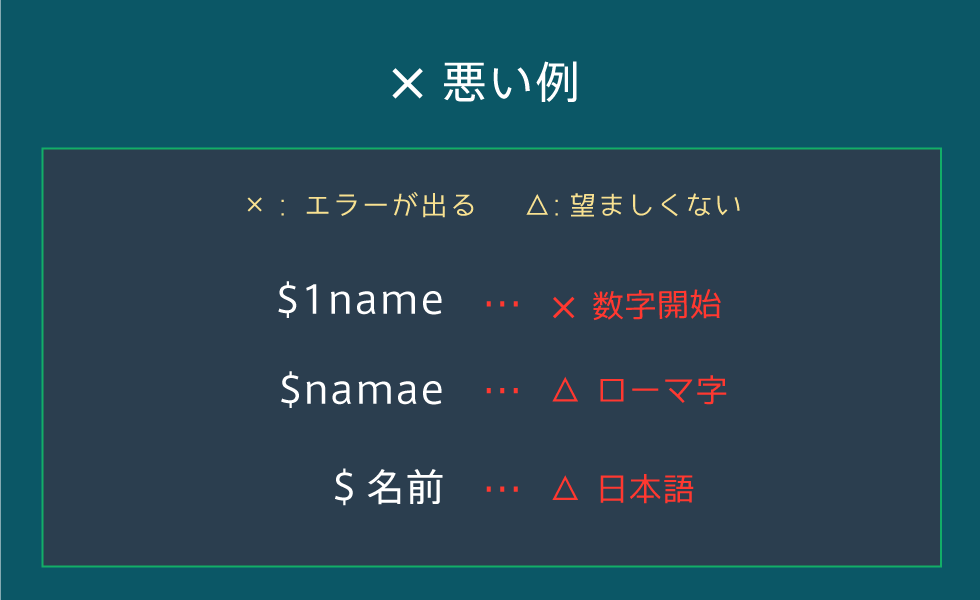 × 悪い例
×： エラーが出る △: 望ましくない
$1name … × 数字開始
$namae … △ ローマ字
$ 名前 … △ 日本語